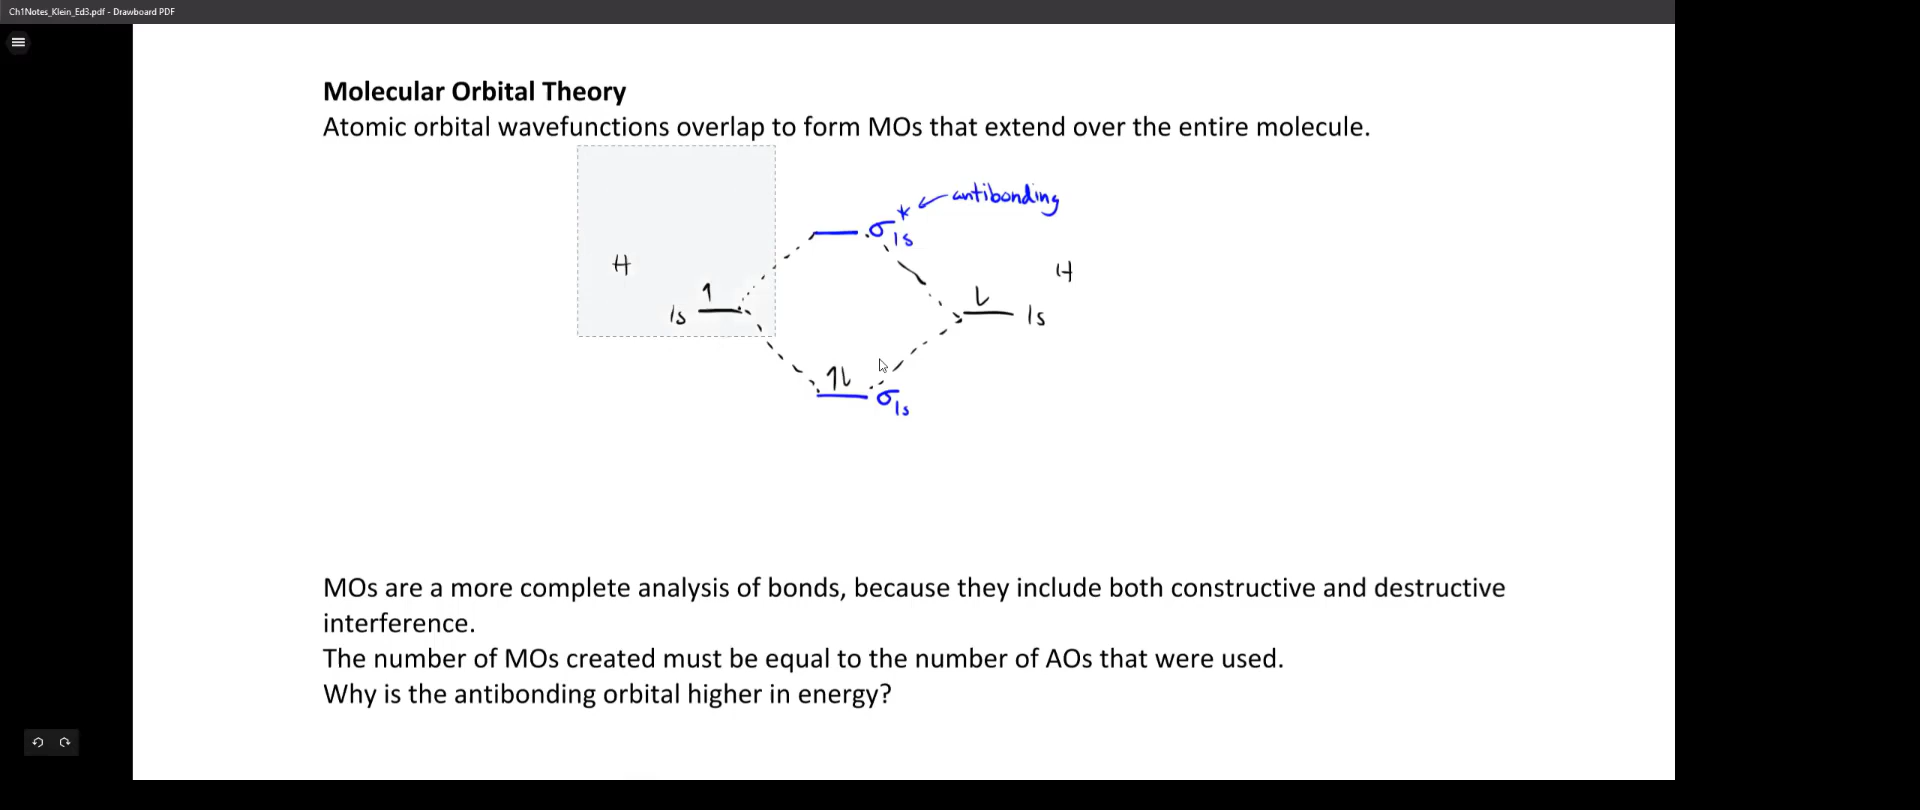 Ch1Notes_Klein_Ed3.pdf - Drawboard PDF
Molecular Orbital Theory
Atomic orbital wavefunctions overlap to form MOs that extend over the entire molecule.
antibonding
σ*1s
H
H
1s
1s
σ1s
MOs are a more complete analysis of bonds, because they include both constructive and destructive
interference.
The number of MOs created must be equal to the number of AOs that were used.
Why is the antibonding orbital higher in energy?